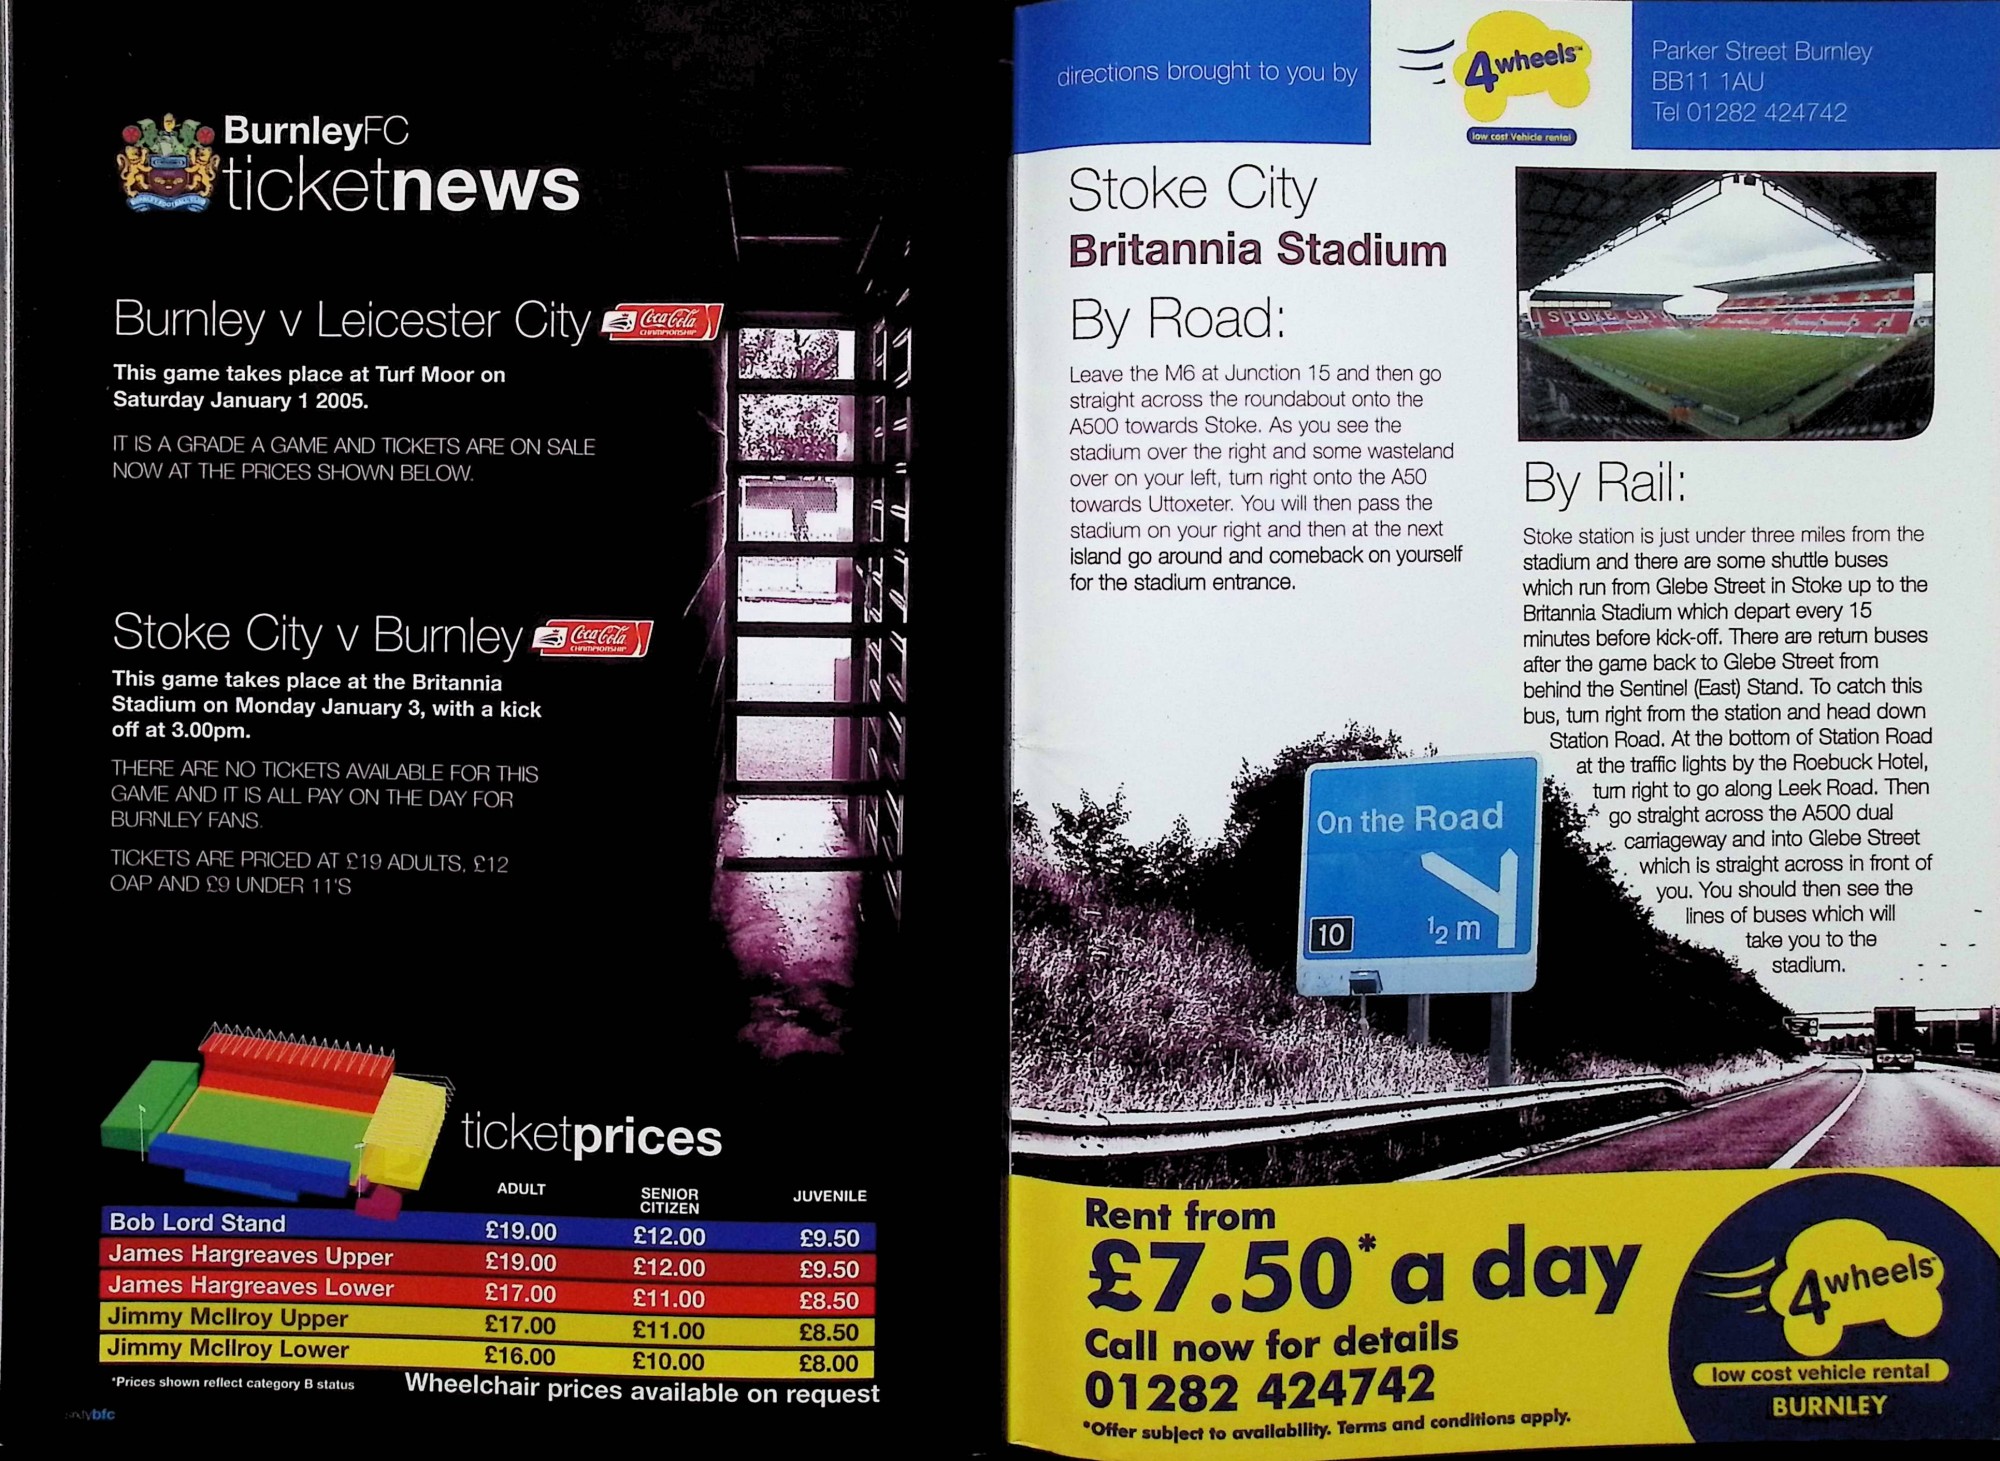 BurnleyFC
ticketnews
Burnley v Leicester City
Coca-Cola
CHAMPIONSHIP
This game takes place at Turf Moor on
Saturday January 1 2005.
IT IS A GRADE A GAME AND TICKETS ARE ON SALE
NOW AT THE PRICES SHOWN BELOW.
Stoke City v Burnley
Coca-Cola
CHAMPIONSHIP
This game takes place at the Britannia
Stadium on Monday January 3, with a kick
off at 3.00pm.
THERE ARE NO TICKETS AVAILABLE FOR THIS
GAME AND IT IS ALL PAY ON THE DAY FOR
BURNLEY FANS.
TICKETS ARE PRICED AT £19 ADULTS, £12
OAP AND £9 UNDER 11'S
ticketprices
ADULT SENIOR CITIZEN JUVENILE
Bob Lord Stand £19.00 £12.00 £9.50
James Hargreaves Upper £19.00 £12.00 £9.50
James Hargreaves Lower £17.00 £11.00 £8.50
Jimmy McIlroy Upper £17.00 £11.00 £8.50
Jimmy McIlroy Lower £16.00 £10.00 £8.00
*Prices shown reflect category B status
Wheelchair prices available on request
bfc
directions brought to you by
4wheels™
low cost Vehicle rental
Parker Street Burnley
BB11 1AU
Tel 01282 424742
Stoke City
Britannia Stadium
By Road:
Leave the M6 at Junction 15 and then go
straight across the roundabout onto the
A500 towards Stoke. As you see the
stadium over the right and some wasteland
over on your left, turn right onto the A50
towards Uttoxeter. You will then pass the
stadium on your right and then at the next
island go around and comeback on yourself
for the stadium entrance.
STOKE CITY
By Rail:
Stoke station is just under three miles from the
stadium and there are some shuttle buses
which run from Glebe Street in Stoke up to the
Britannia Stadium which depart every 15
minutes before kick-off. There are return buses
after the game back to Glebe Street from
behind the Sentinel (East) Stand. To catch this
bus, turn right from the station and head down
Station Road. At the bottom of Station Road
at the traffic lights by the Roebuck Hotel,
turn right to go along Leek Road. Then
go straight across the A500 dual
carriageway and into Glebe Street
which is straight across in front of
you. You should then see the
lines of buses which will
take you to the
stadium.
On the Road
10
1/2 m
Rent from
£7.50* a day
Call now for details
01282 424742
*Offer subject to availability. Terms and conditions apply.
4wheels™
low cost vehicle rental
BURNLEY